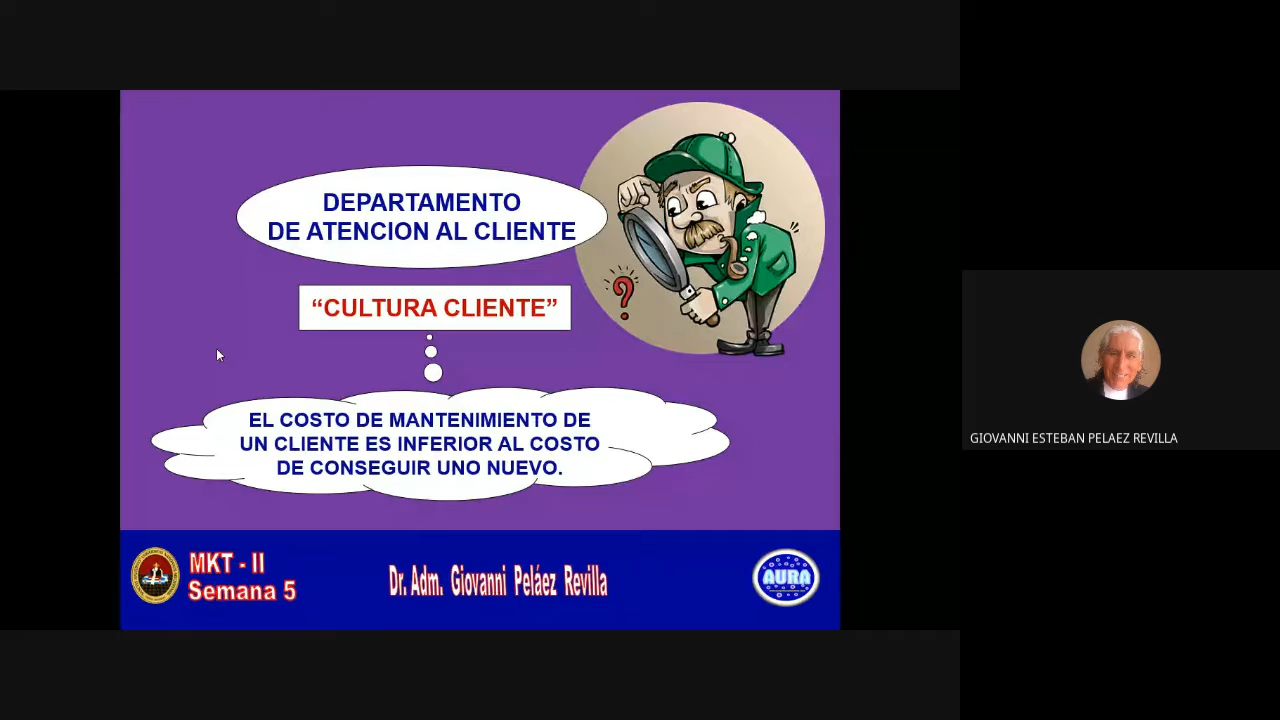 DEPARTAMENTO
DE ATENCION AL CLIENTE
“CULTURA CLIENTE”
EL COSTO DE MANTENIMIENTO DE
UN CLIENTE ES INFERIOR AL COSTO
DE CONSEGUIR UNO NUEVO.
MKT - II
Semana 5
Dr. Adm. Giovanni Peláez Revilla
AURA
GIOVANNI ESTEBAN PELAEZ REVILLA